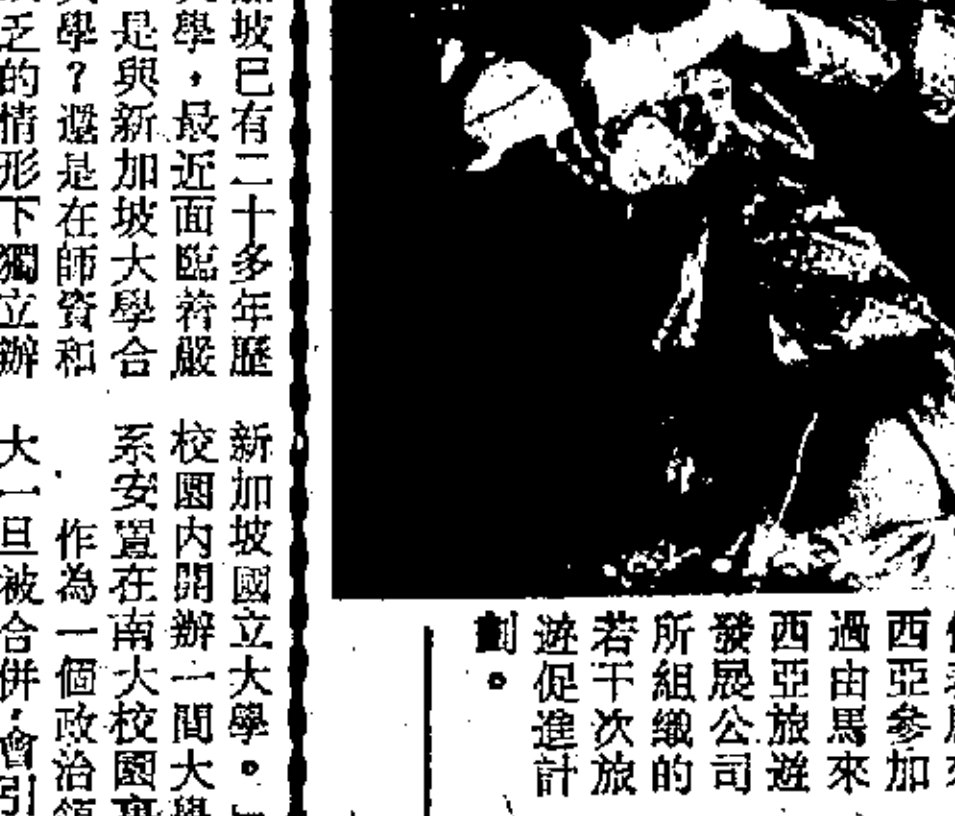 西亞參加
過由馬來
西亞旅遊
發展公司
所組織的
若干次旅
遊促進計
劃。
坡已有二十多年歷
學，最近面臨着嚴
是與新加坡大學合
學？還是在師資和
乏的情形下獨立辦
新加坡國立大學。
校園內開辦一間大學
系安置在南大校園裏
作為一個政治領
大一旦被合併，會引